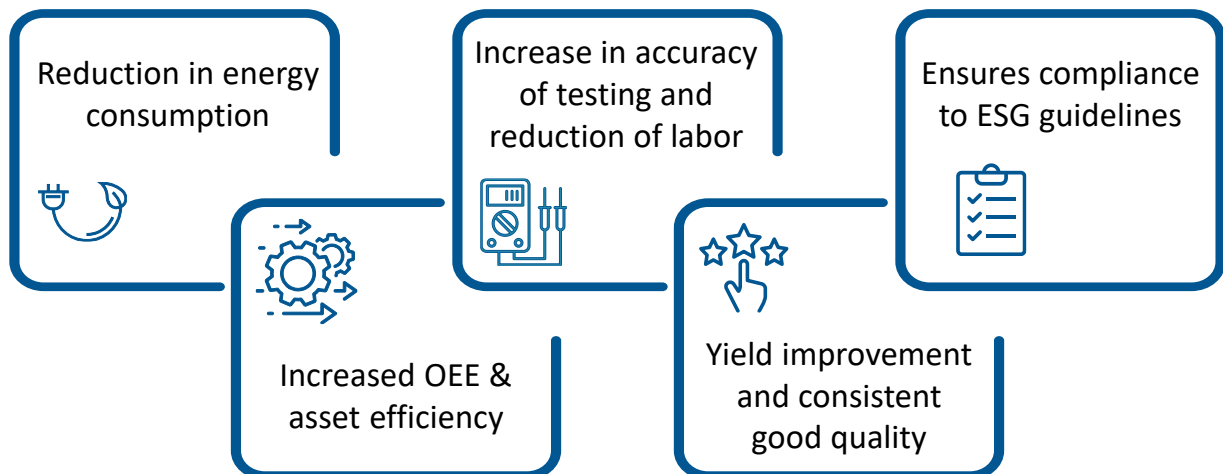 Reduction in energy
consumption
Increased OEE &
asset efficiency
Increase in accuracy
of testing and
reduction of labor
Yield improvement
and consistent
good quality
Ensures compliance
to ESG guidelines